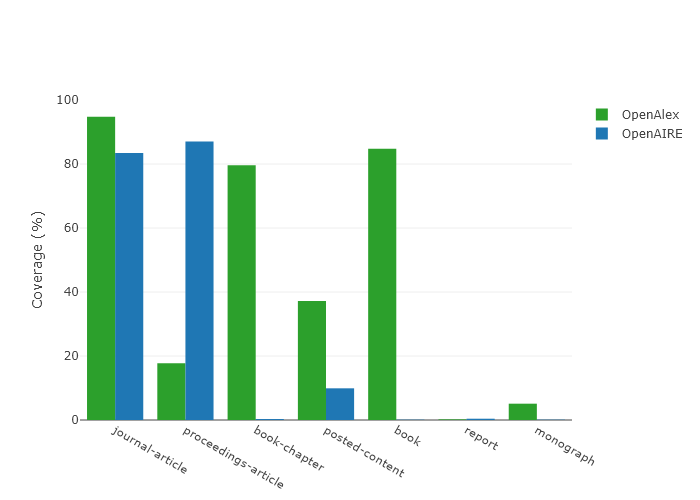 100
80
60
40
20
0
Coverage (%)
journal-article
proceedings-article
book-chapter
posted-content
book
report
monograph
OpenAlex
OpenAIRE